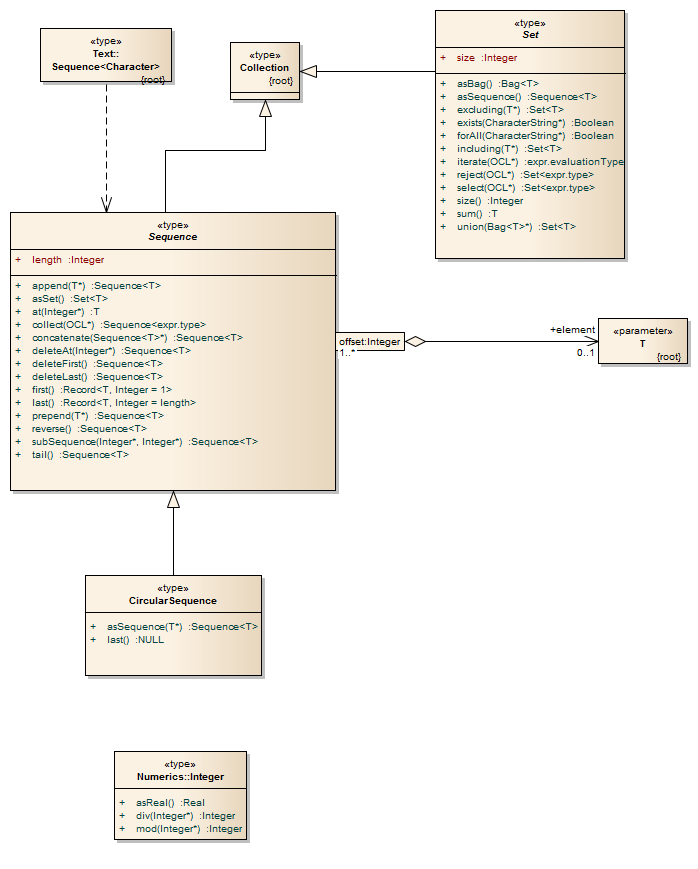 «type»
Text::
Sequence<Character>
{root}
«type»
Collection
{root}
«type»
Set
+ size :Integer
+ asBag() :Bag<T>
+ asSequence() :Sequence<T>
+ excluding(T*) :Set<T>
+ exists(CharacterString*) :Boolean
+ forAll(CharacterString*) :Boolean
+ including(T*) :Set<T>
+ iterate(OCL*) :expr.evaluationType
+ reject(OCL*) :Set<expr.type>
+ select(OCL*) :Set<expr.type>
+ size() :Integer
+ sum() :T
+ union(Bag<T>*) :Set<T>
«type»
Sequence
+ length :Integer
+ append(T*) :Sequence<T>
+ asSet() :Set<T>
+ at(Integer*) :T
+ collect(OCL*) :Sequence<expr.type>
+ concatenate(Sequence<T>*) :Sequence<T>
+ deleteAt(Integer*) :Sequence<T>
+ deleteFirst() :Sequence<T>
+ deleteLast() :Sequence<T>
+ first() :Record<T, Integer = 1>
+ last() :Record<T, Integer = length>
+ prepend(T*) :Sequence<T>
+ reverse() :Sequence<T>
+ subSequence(Integer*, Integer*) :Sequence<T>
+ tail() :Sequence<T>
offset:Integer
1..*
+element
0..1
«parameter»
T
{root}
«type»
CircularSequence
+ asSequence(T*) :Sequence<T>
+ last() :NULL
«type»
Numerics::Integer
+ asReal() :Real
+ div(Integer*) :Integer
+ mod(Integer*) :Integer